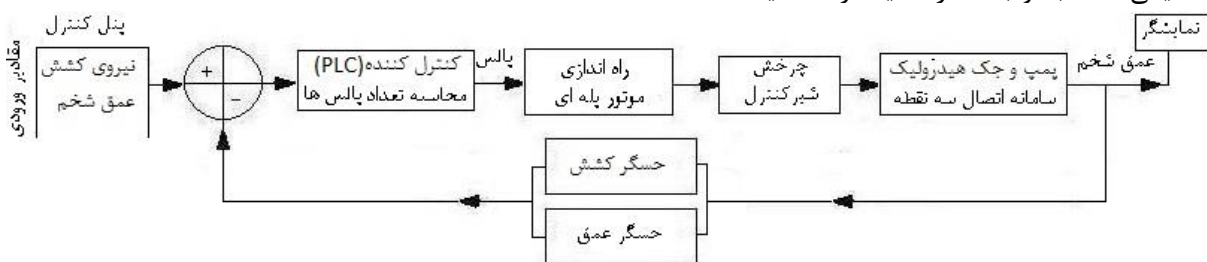 پنل کنترل
مقادیر ورودی
نیروی کشش
عمق شخم
+
−
کنترل کننده(PLC)
محاسبه تعداد پالس ها
پالس
راه اندازی
موتور پله ای
چرخش
شیرکنترل
پمپ و جک هیدرولیک
سامانه اتصال سه نقطه
عمق شخم
نمایشگر
حسگر کشش
حسگر عمق